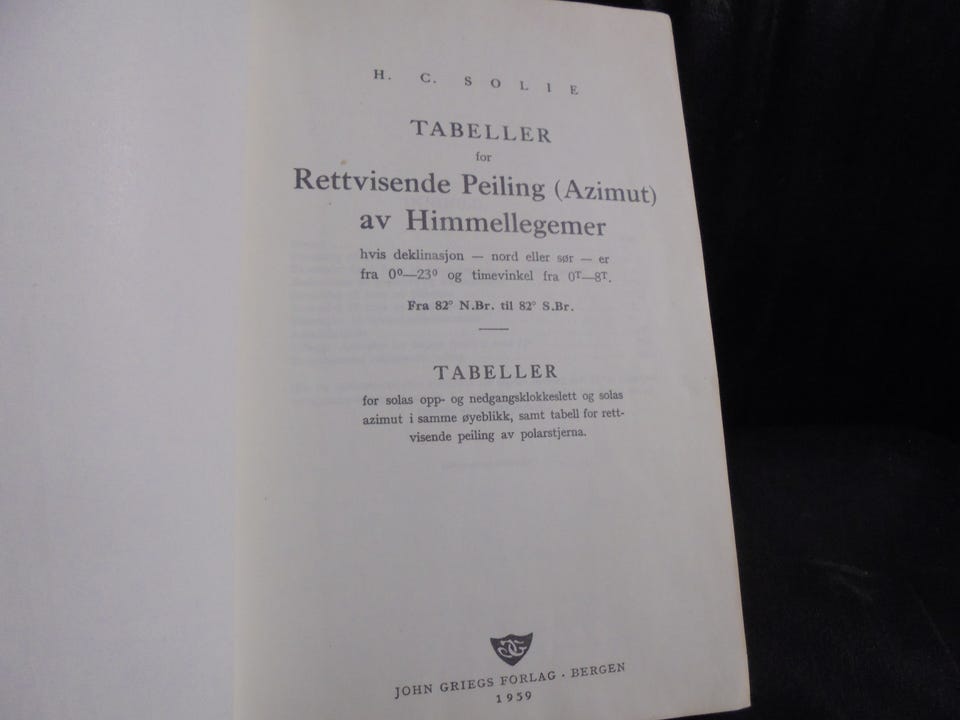 H. C. SOLIE
TABELLER
for
Rettvisende Peiling (Azimut)
av Himmellegemer
hvis deklinasjon — nord eller sør — er
fra 0⁰—23⁰ og timevinkel fra 0ᵀ—8ᵀ.
Fra 82° N.Br. til 82° S.Br.
TABELLER
for solas opp- og nedgangsklokkeslett og solas
azimut i samme øyeblikk, samt tabell for rett-
visende peiling av polarstjerna.
JOHN GRIEGS FORLAG · BERGEN
1959